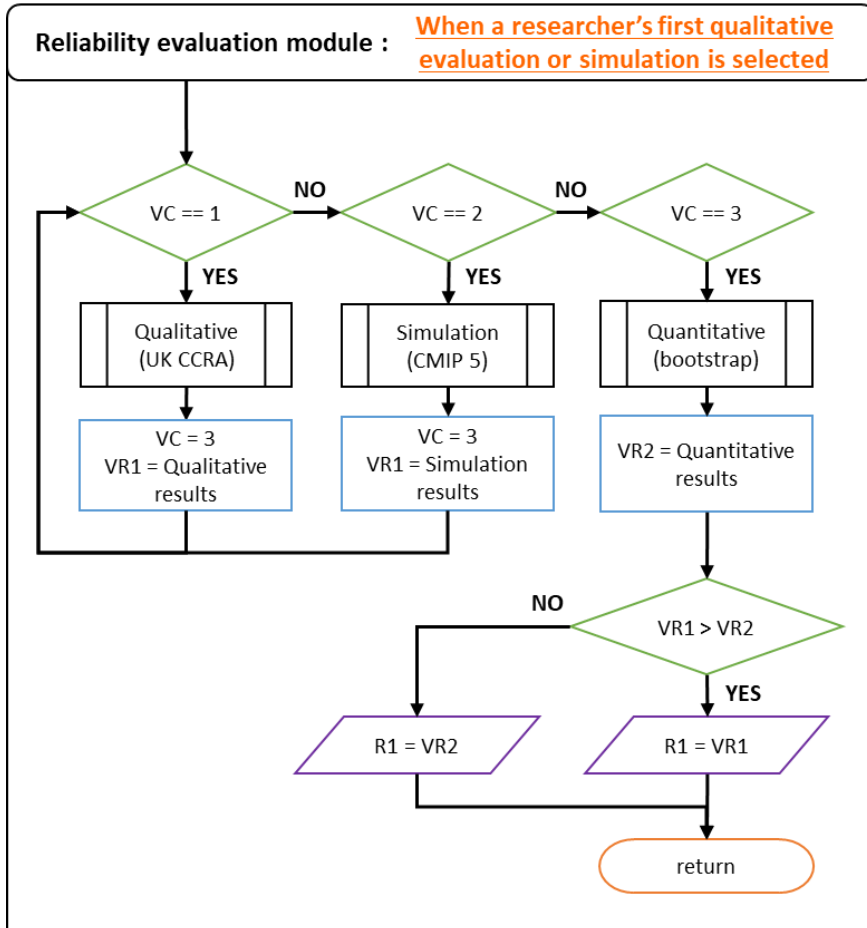 Reliability evaluation module : When a researcher's first qualitative
evaluation or simulation is selected
VC == 1
NO
VC == 2
NO
VC == 3
YES
YES
YES
Qualitative
(UK CCRA)
Simulation
(CMIP 5)
Quantitative
(bootstrap)
VC = 3
VR1 = Qualitative
results
VC = 3
VR1 = Simulation
results
VR2 = Quantitative
results
NO
VR1 > VR2
YES
R1 = VR2
R1 = VR1
return